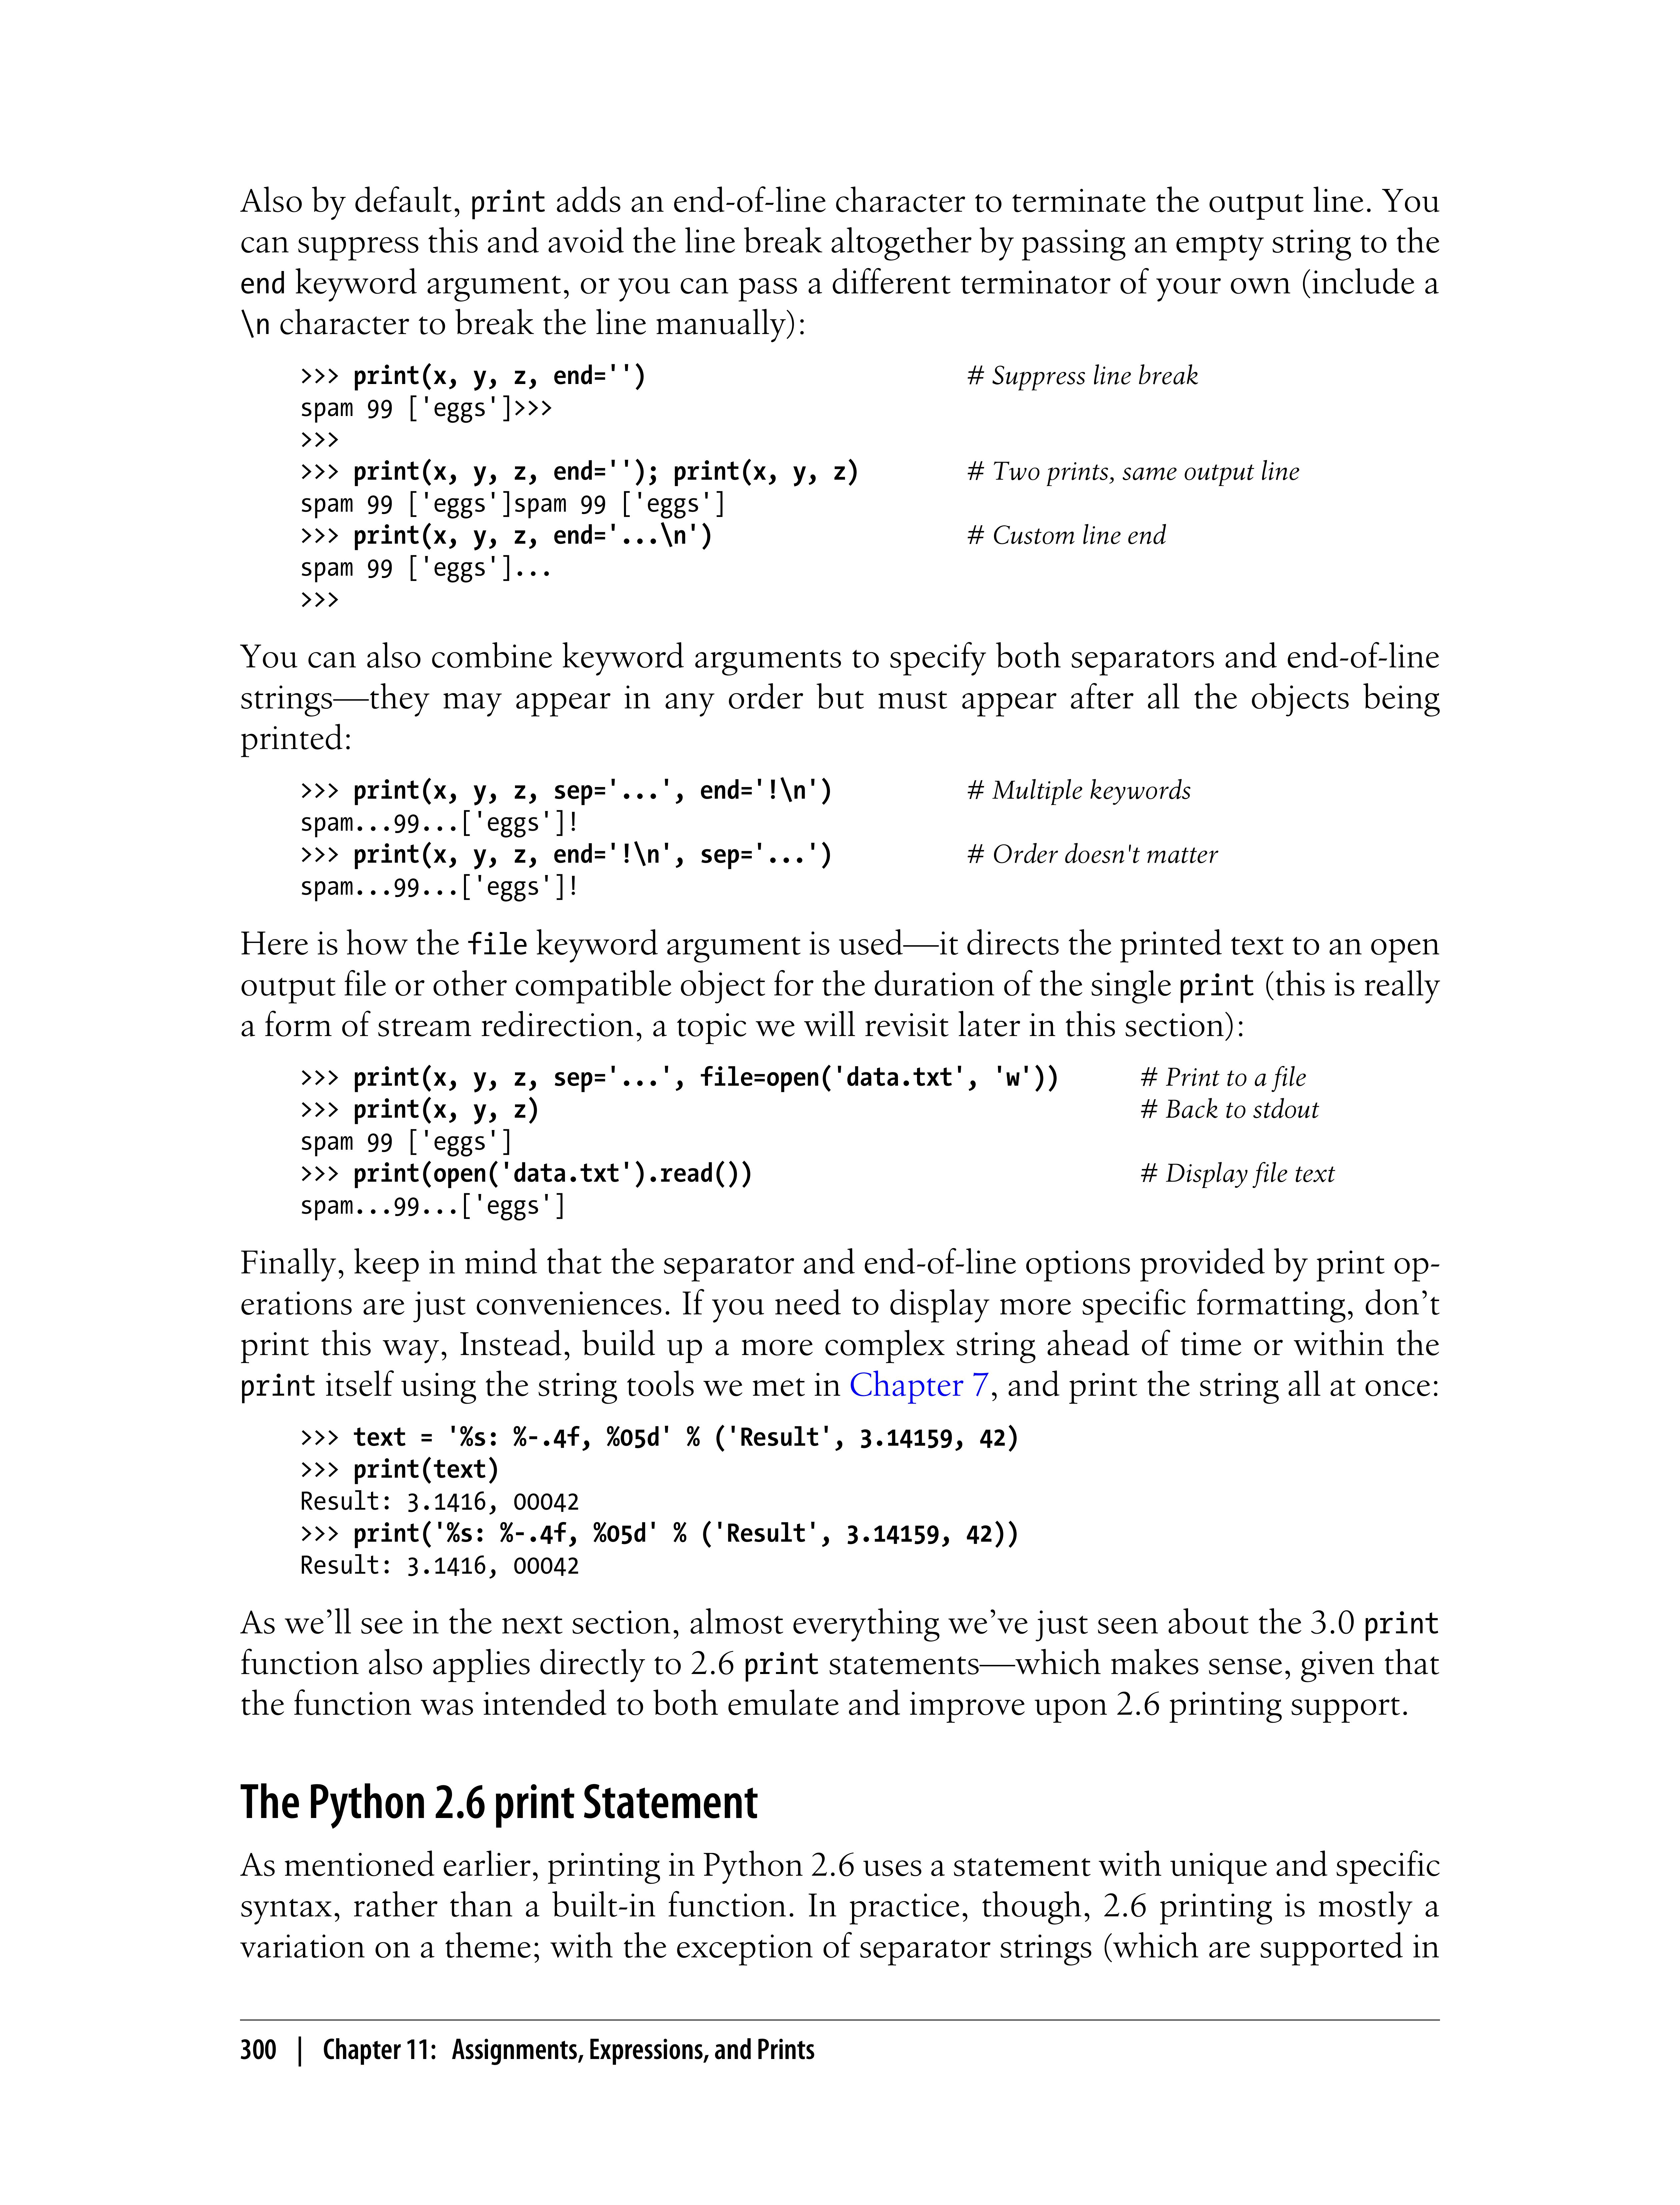 Also by default, print adds an end-of-line character to terminate the output line. You
can suppress this and avoid the line break altogether by passing an empty string to the
end keyword argument, or you can pass a different terminator of your own (include a
\n character to break the line manually):
>>> print(x, y, z, end='') # Suppress line break
spam 99 ['eggs']>>>
>>>
>>> print(x, y, z, end=''); print(x, y, z) # Two prints, same output line
spam 99 ['eggs']spam 99 ['eggs']
>>> print(x, y, z, end='...\n') # Custom line end
spam 99 ['eggs']...
>>>
You can also combine keyword arguments to specify both separators and end-of-line
strings—they may appear in any order but must appear after all the objects being
printed:
>>> print(x, y, z, sep='...', end='!\n') # Multiple keywords
spam...99...['eggs']!
>>> print(x, y, z, end='!\n', sep='...') # Order doesn't matter
spam...99...['eggs']!
Here is how the file keyword argument is used—it directs the printed text to an open
output file or other compatible object for the duration of the single print (this is really
a form of stream redirection, a topic we will revisit later in this section):
>>> print(x, y, z, sep='...', file=open('data.txt', 'w')) # Print to a file
>>> print(x, y, z) # Back to stdout
spam 99 ['eggs']
>>> print(open('data.txt').read()) # Display file text
spam...99...['eggs']
Finally, keep in mind that the separator and end-of-line options provided by print op-
erations are just conveniences. If you need to display more specific formatting, don't
print this way, Instead, build up a more complex string ahead of time or within the
print itself using the string tools we met in Chapter 7, and print the string all at once:
>>> text = '%s: %-.4f, %05d' % ('Result', 3.14159, 42)
>>> print(text)
Result: 3.1416, 00042
>>> print('%s: %-.4f, %05d' % ('Result', 3.14159, 42))
Result: 3.1416, 00042
As we'll see in the next section, almost everything we've just seen about the 3.0 print
function also applies directly to 2.6 print statements—which makes sense, given that
the function was intended to both emulate and improve upon 2.6 printing support.
The Python 2.6 print Statement
As mentioned earlier, printing in Python 2.6 uses a statement with unique and specific
syntax, rather than a built-in function. In practice, though, 2.6 printing is mostly a
variation on a theme; with the exception of separator strings (which are supported in
300 | Chapter 11: Assignments, Expressions, and Prints